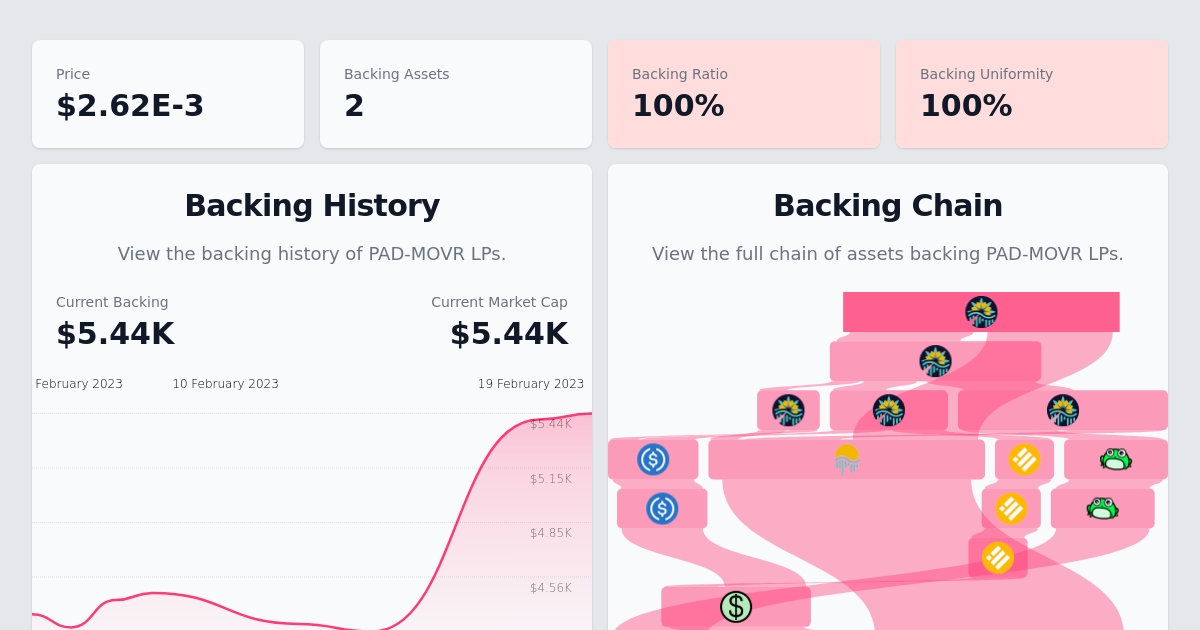 Price
$2.62E-3
Backing Assets
2
Backing Ratio
100%
Backing Uniformity
100%
Backing History
View the backing history of PAD-MOVR LPs.
Current Backing
$5.44K
Current Market Cap
$5.44K
February 2023
10 February 2023
19 February 2023
$5.44K
$5.15K
$4.85K
$4.56K
Backing Chain
View the full chain of assets backing PAD-MOVR LPs.